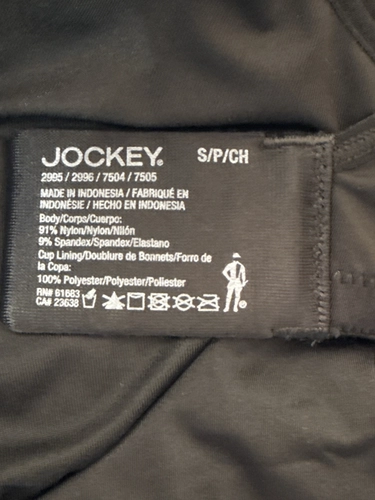 JOCKEY® S/P/CH
2995 / 2996 / 7504 / 7505
MADE IN INDONESIA / FABRIQUÉ EN
INDONÉSIE / HECHO EN INDONESIA
Body/Corps/Cuerpo:
91% Nylon/Nylon/Nilón
9% Spandex/Spandex/Elastano
Cup Lining/Doublure de Bonnets/Forro de
la Copa:
100% Polyester/Polyester/Poliester
RN# 61683
CA# 23638